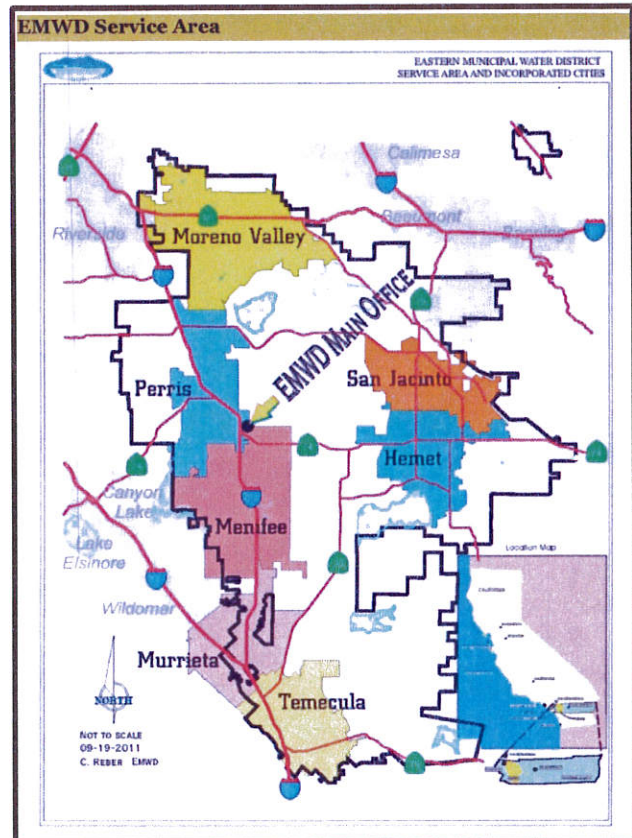 EMWD Service Area
EASTERN MUNICIPAL WATER DISTRICT
SERVICE AREA AND INCORPORATED CITIES
Calimesa
Beaumont
Banning
Riverside
Moreno Valley
EMWD MAIN OFFICE
San Jacinto
Perris
Hemet
Canyon
Lake
Menifee
Lake
Elsinore
Location Map
Wildomar
Murrieta
Temecula
NORTH
NOT TO SCALE
09-19-2011
C. REBER EMWD